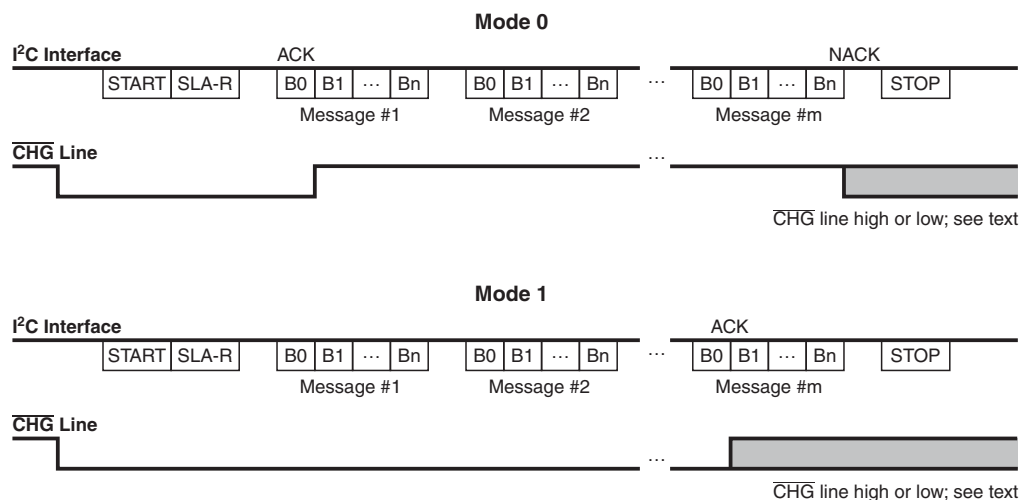 Mode 0
I²C Interface ACK NACK
START SLA-R B0 B1 ... Bn B0 B1 ... Bn ... B0 B1 ... Bn STOP
Message #1 Message #2 Message #m
CHG Line
...
CHG line high or low; see text
Mode 1
I²C Interface ACK
START SLA-R B0 B1 ... Bn B0 B1 ... Bn ... B0 B1 ... Bn STOP
Message #1 Message #2 Message #m
CHG Line
...
CHG line high or low; see text